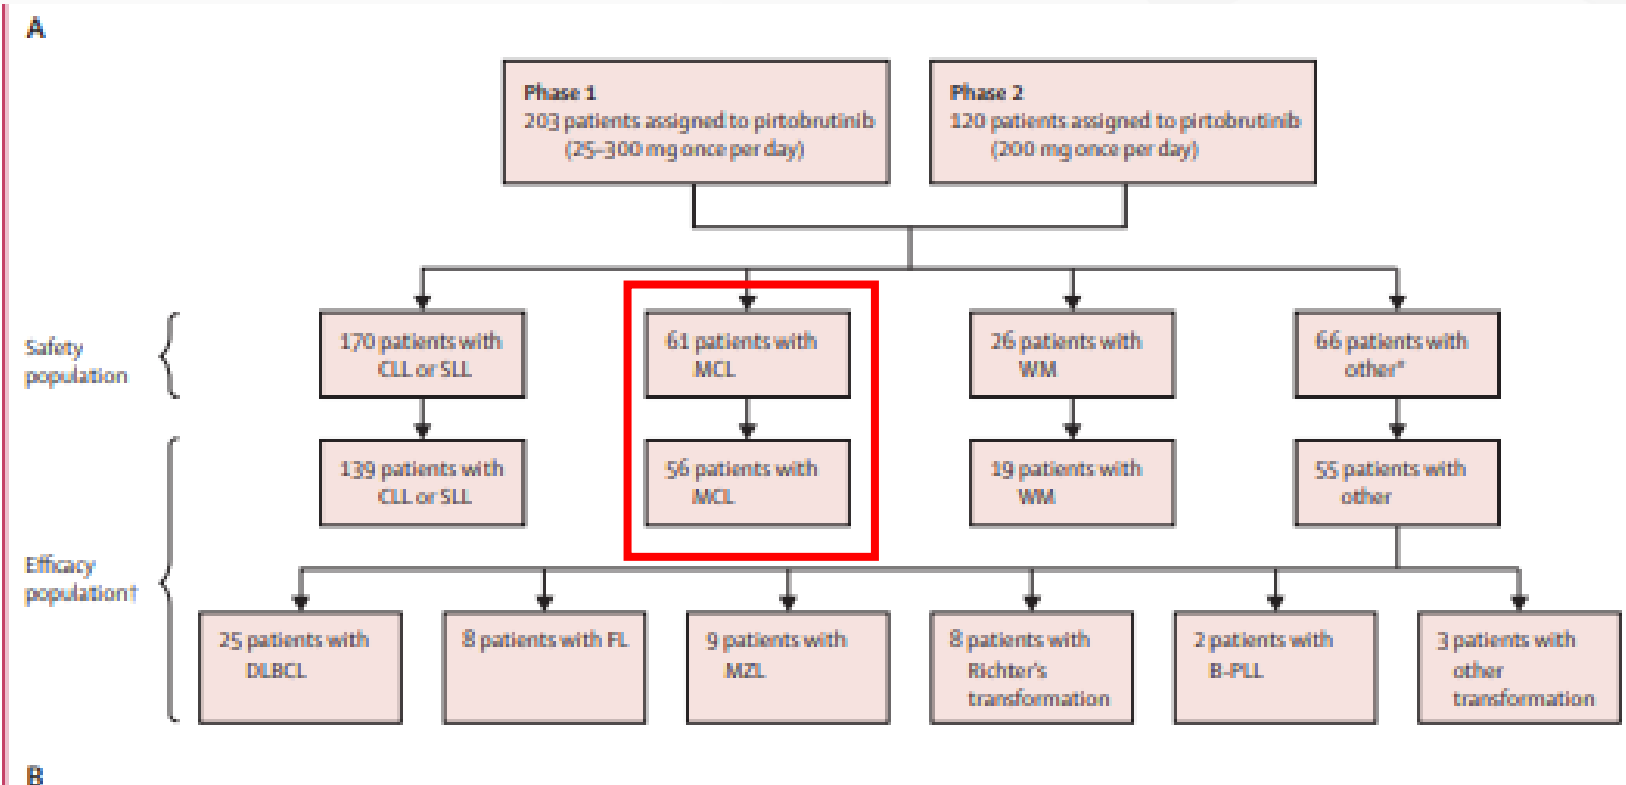 A
Phase 1
203 patients assigned to pirtobrutinib
(25–300 mg once per day)
Phase 2
120 patients assigned to pirtobrutinib
(200 mg once per day)
Safety
population
170 patients with
CLL or SLL
61 patients with
MCL
26 patients with
WM
66 patients with
other*
Efficacy
population†
139 patients with
CLL or SLL
56 patients with
MCL
19 patients with
WM
55 patients with
other
25 patients with
DLBCL
8 patients with FL
9 patients with
MZL
8 patients with
Richter's
transformation
2 patients with
B-PLL
3 patients with
other
transformation
B